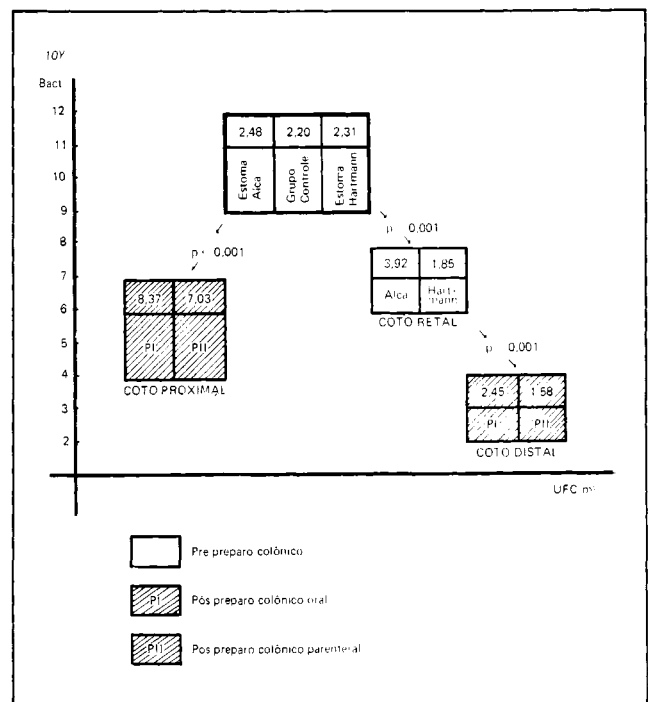 10Y
Bact
12
11
10
9
8
7
6
5
4
3
2
2,48 2,20 2,31
Estoma Alça
Grupo Controle
Estoma Hartmann
p < 0,001
p 0,001
8,37 7,03
PI PII
COTO PROXIMAL
3,92 1,85
Alca Hart-
mann
COTO RETAL
p 0,001
2,45 1,58
PI PII
COTO DISTAL
UFC
Pre preparo colônico
PI Pós preparo colônico oral
PII Pos preparo colônico parenteral